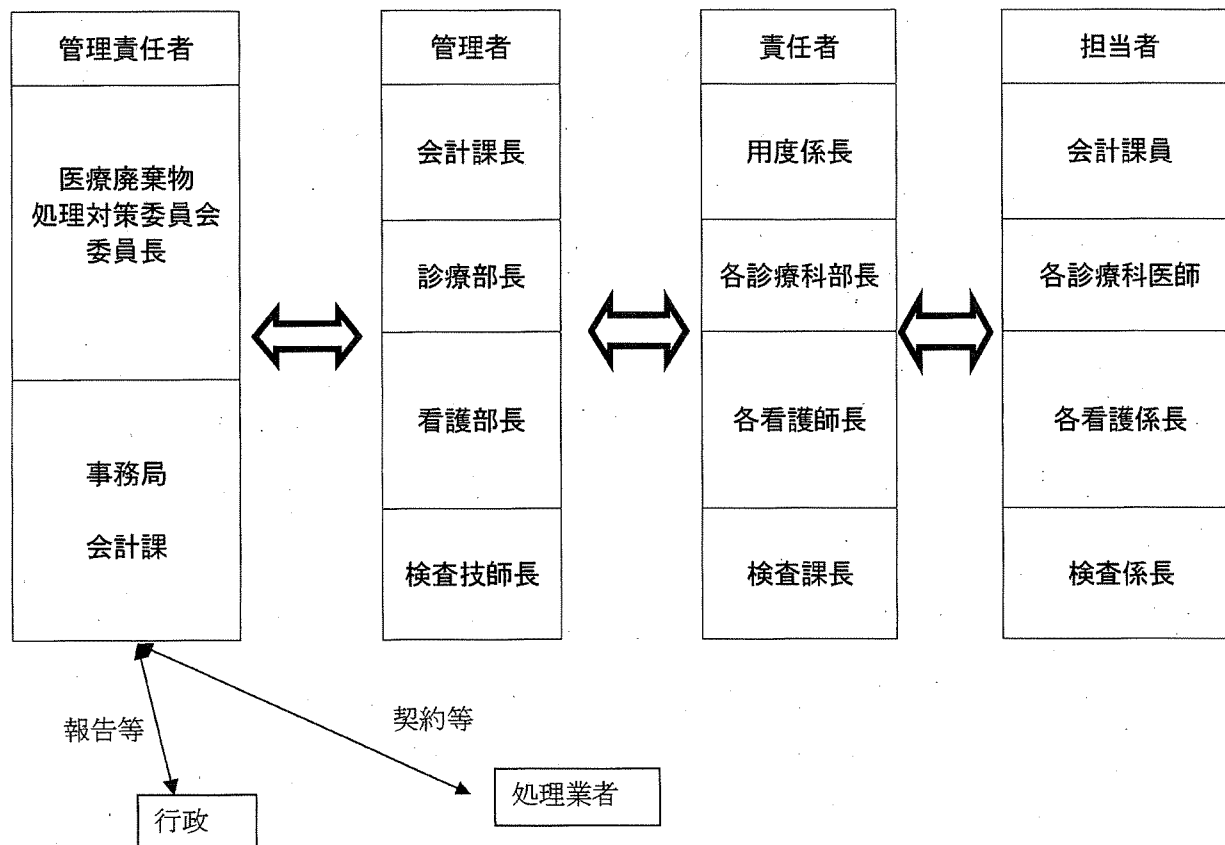 管理責任者
医療廃棄物
処理対策委員会
委員長
事務局
会計課
管理者
会計課長
診療部長
看護部長
検査技師長
責任者
用度係長
各診療科部長
各看護師長
検査課長
担当者
会計課員
各診療科医師
各看護係長
検査係長
報告等
契約等
行政
処理業者